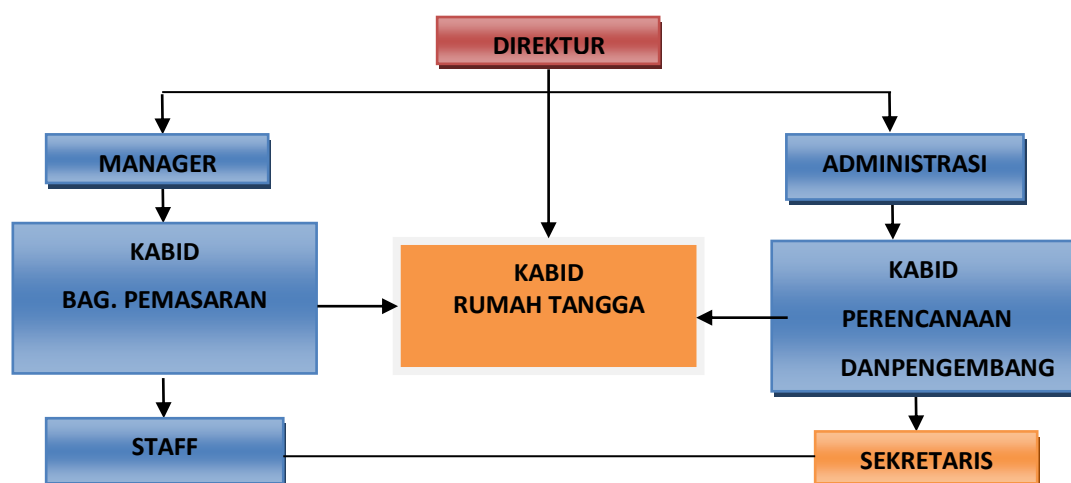 DIREKTUR
MANAGER
ADMINISTRASI
KABID
BAG. PEMASARAN
KABID
RUMAH TANGGA
KABID
PERENCANAAN
DANPENGEMBANG
STAFF
SEKRETARIS